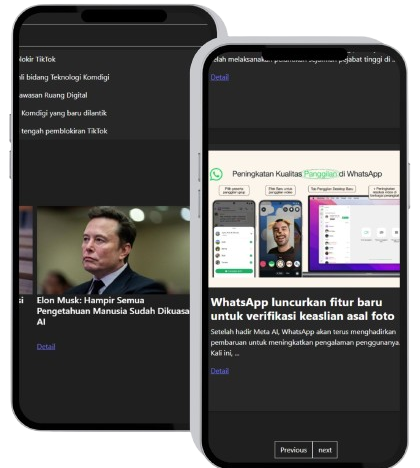 lokir TikTok
li bidang Teknologi Komdigi
awasan Ruang Digital
Komdigi yang baru dilantik
tengah pemblokiran TikTok
si
Elon Musk: Hampir Semua
Pengetahuan Manusia Sudah Dikuasa
AI
Detail
elah melaksanakan pejabat tinggi di ..
Detail
Peningkatan Kualitas Panggilan di WhatsApp
WhatsApp luncurkan fitur baru
untuk verifikasi keaslian asal foto
Setelah hadir Meta AI, WhatsApp akan terus menghadirkan
pembaruan untuk meningkatkan pengalaman penggunanya.
Kali ini, ...
Detail
Previous next